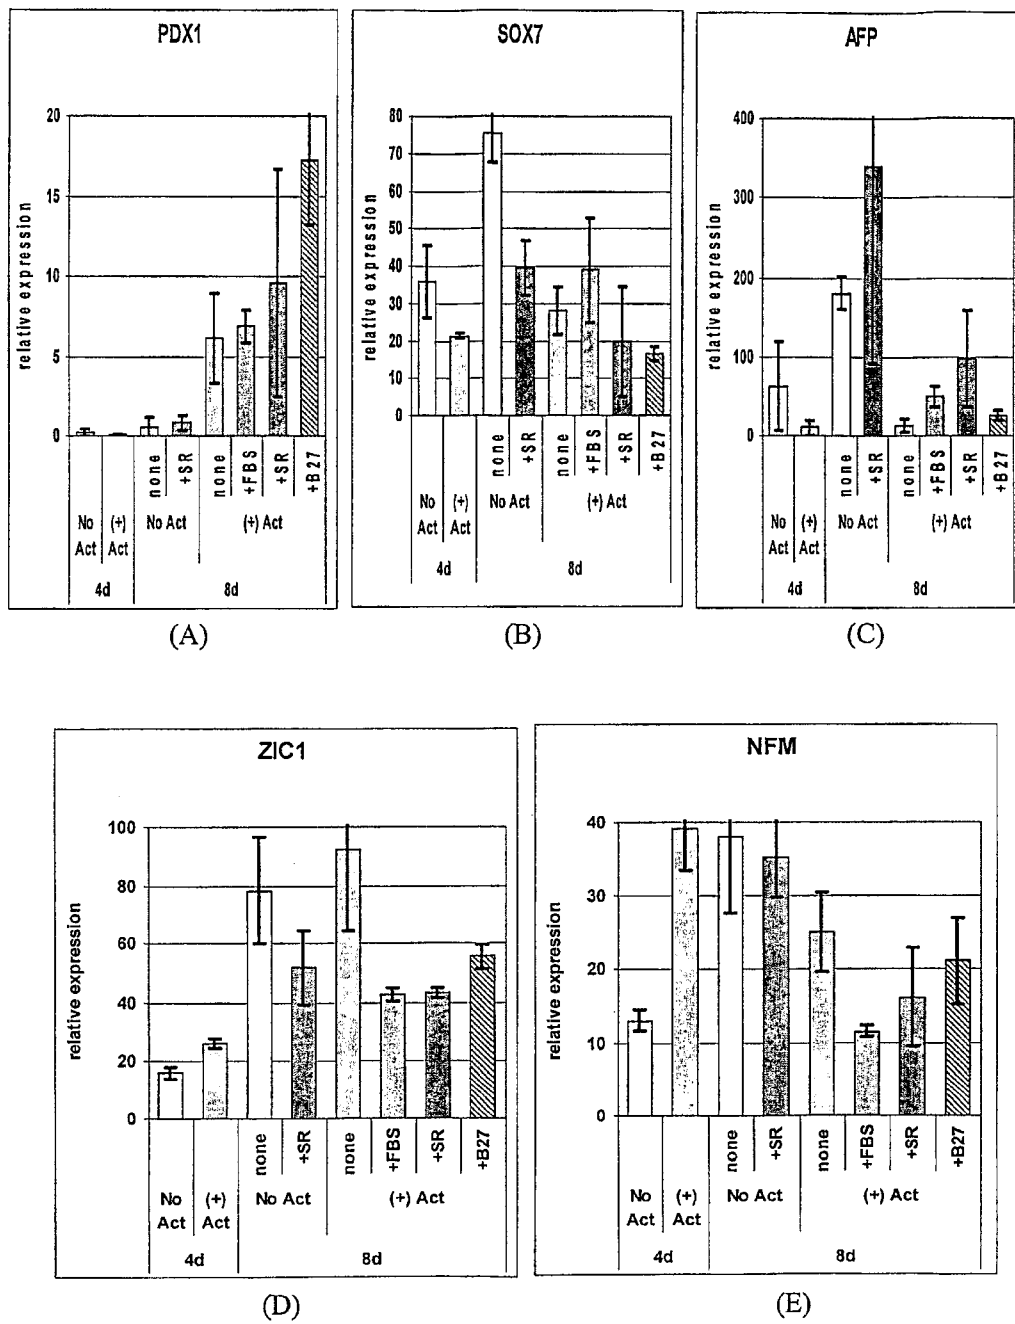 PDX1
20
15
10
5
0
relative expression
none
+SR
none
+FBS
+SR
+B27
No Act
(+) Act
No Act
(+) Act
4d
8d
(A)
SOX7
80
70
60
50
40
30
20
10
0
relative expression
none
+SR
none
+FBS
+SR
+B27
No Act
(+) Act
No Act
(+) Act
4d
8d
(B)
AFP
400
300
200
100
0
relative expression
none
+SR
none
+FBS
+SR
+B27
No Act
(+) Act
No Act
(+) Act
4d
8d
(C)
ZIC1
100
80
60
40
20
0
relative expression
none
+SR
none
+FBS
+SR
+B27
No Act
(+) Act
No Act
(+) Act
4d
8d
(D)
NFM
40
30
20
10
0
relative expression
none
+SR
none
+FBS
+SR
+B27
No Act
(+) Act
No Act
(+) Act
4d
8d
(E)